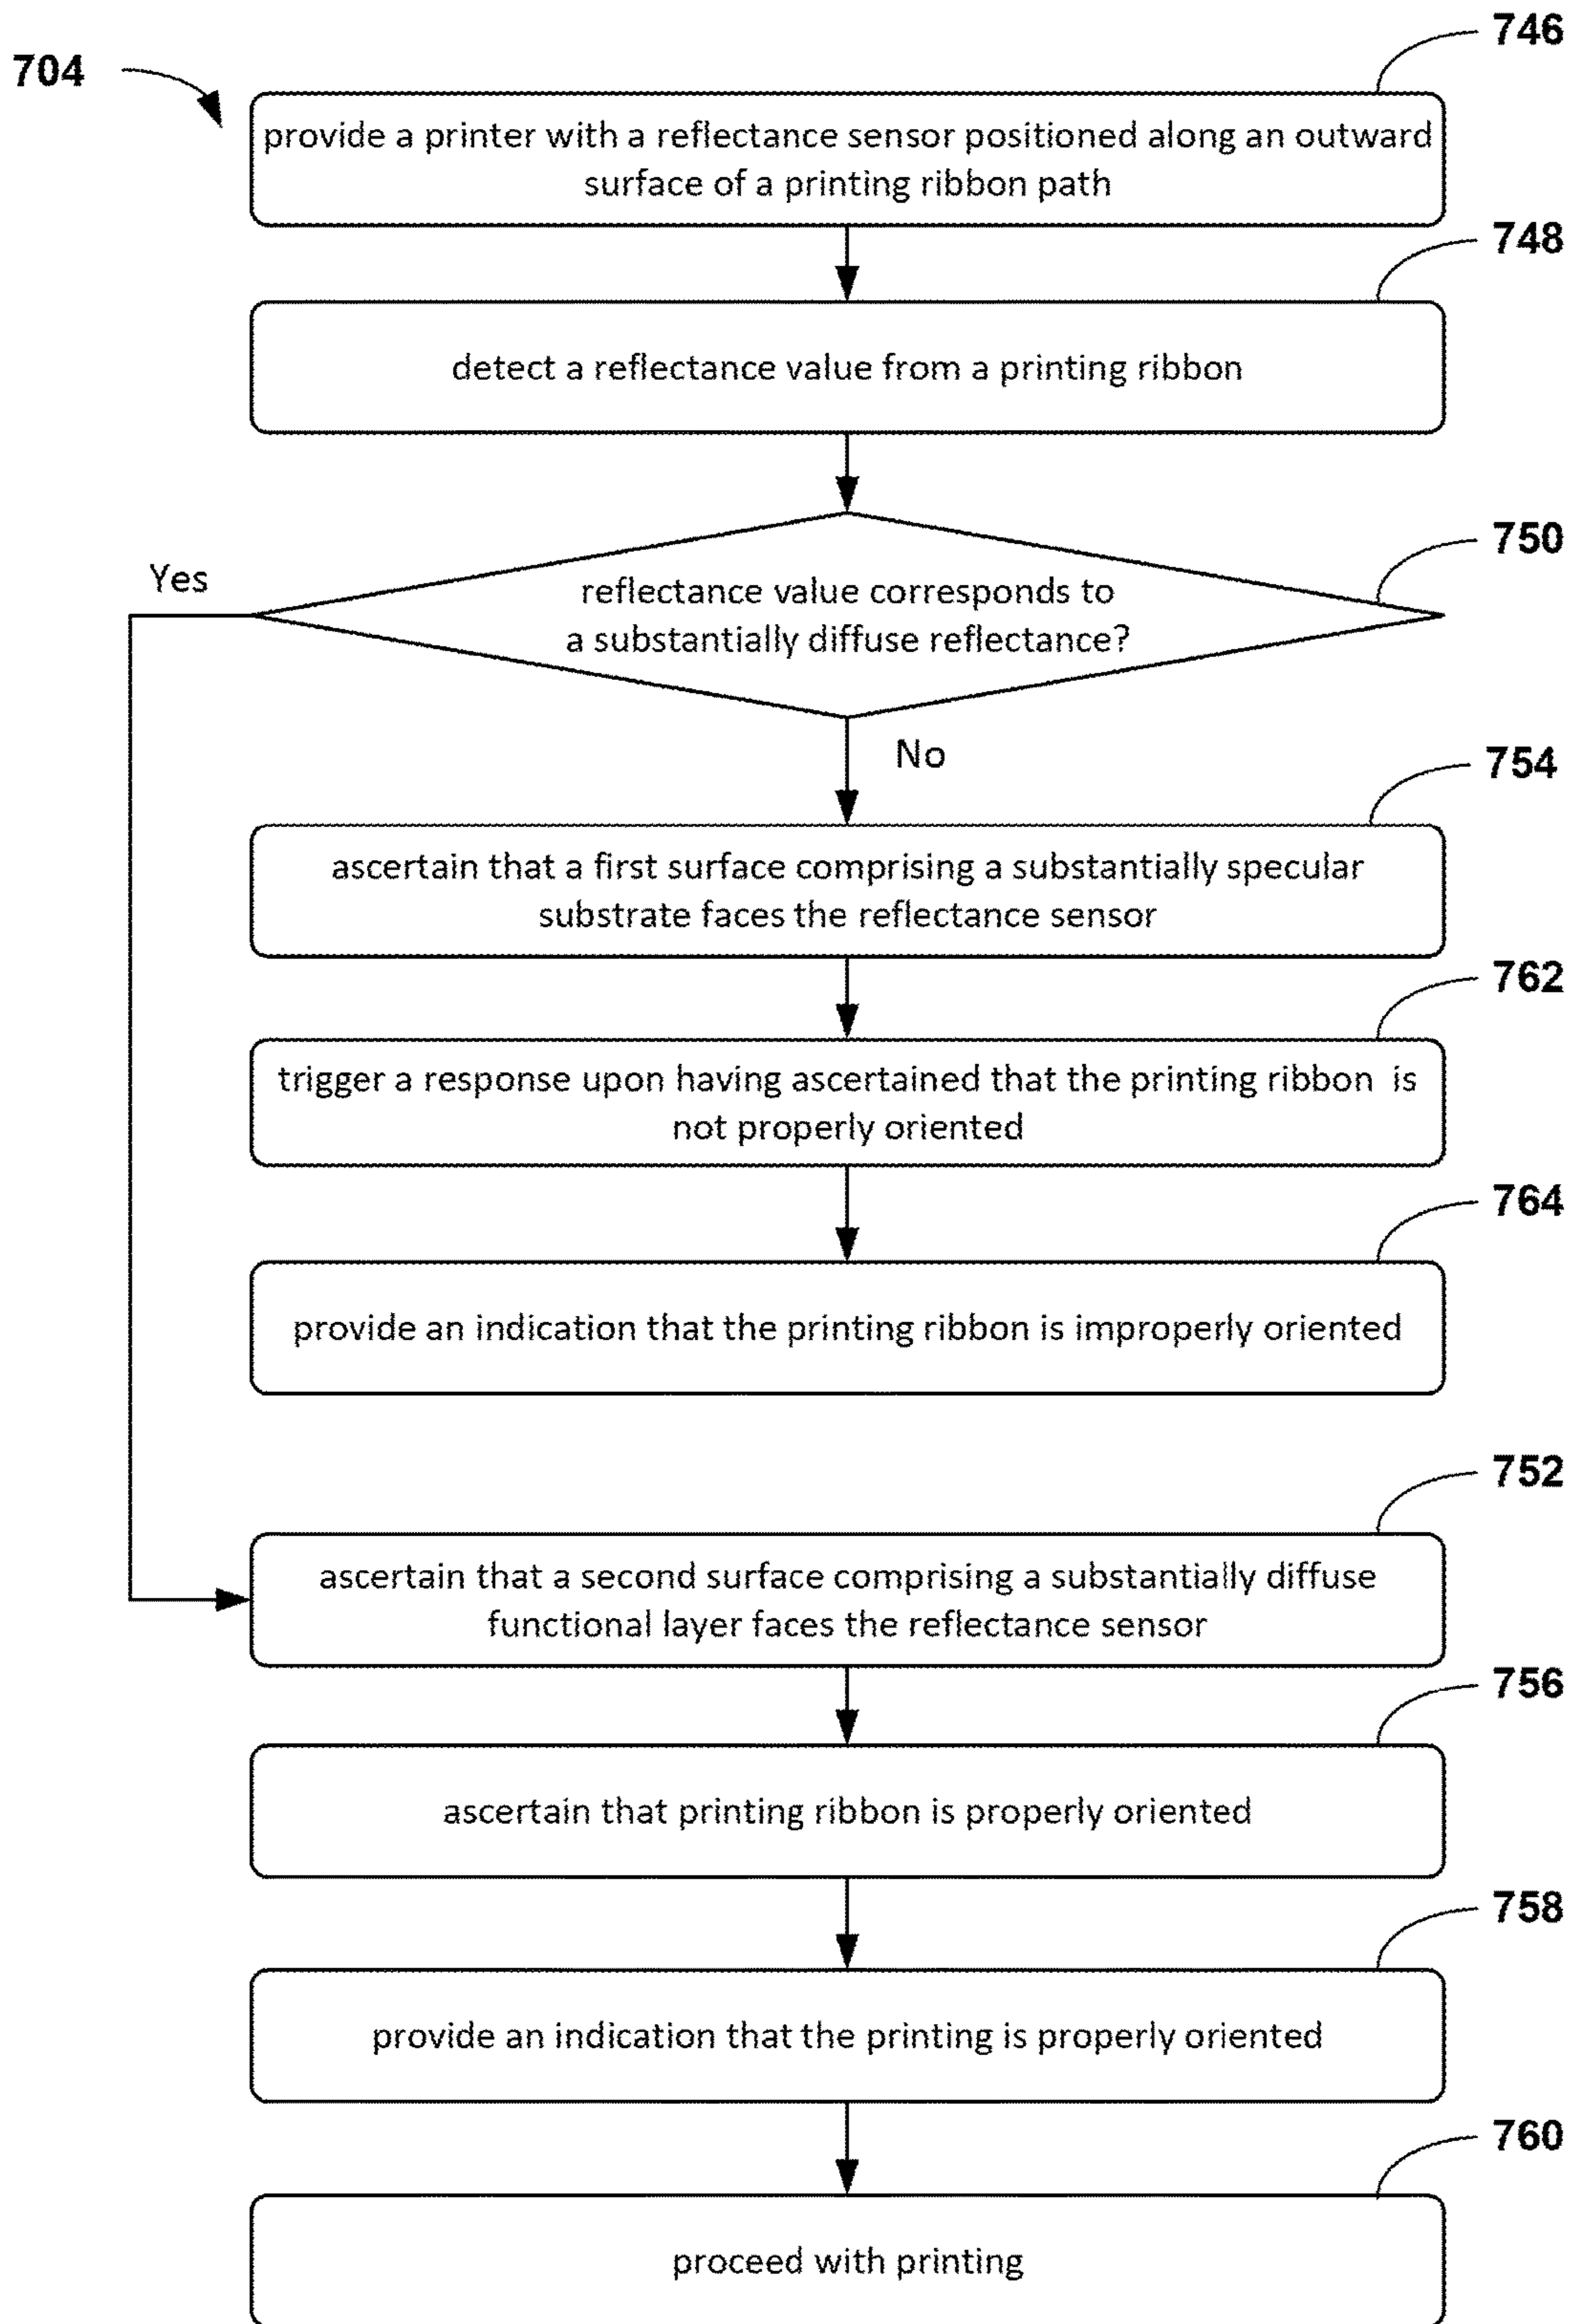 746
704
provide a printer with a reflectance sensor positioned along an outward
surface of a printing ribbon path
748
detect a reflectance value from a printing ribbon
750
Yes
reflectance value corresponds to
a substantially diffuse reflectance?
No
754
ascertain that a first surface comprising a substantially specular
substrate faces the reflectance sensor
762
trigger a response upon having ascertained that the printing ribbon is
not properly oriented
764
provide an indication that the printing ribbon is improperly oriented
752
ascertain that a second surface comprising a substantially diffuse
functional layer faces the reflectance sensor
756
ascertain that printing ribbon is properly oriented
758
provide an indication that the printing is properly oriented
760
proceed with printing